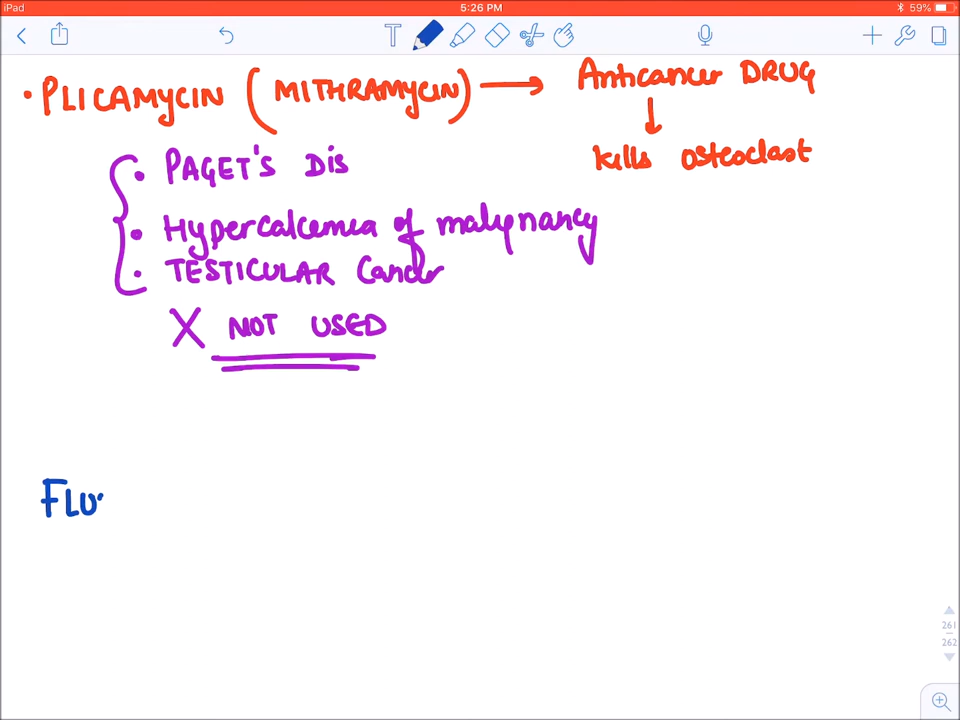 iPad 5:26 PM 59%
T
• PLICAMYCIN (MITHRAMYCIN) → Anticancer DRUG
↓
kills osteoclast
• PAGET'S DIS
• Hypercalcemea of malignancy
• TESTICULAR Cancer
X NOT USED
FLU
261
262